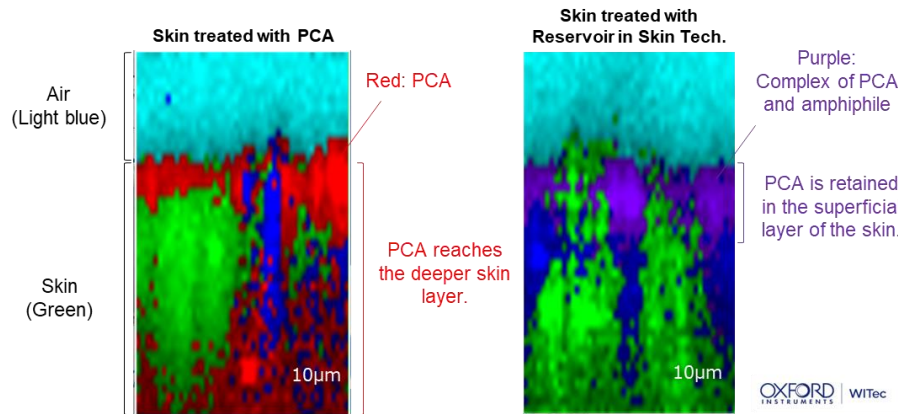 Skin treated with PCA
Skin treated with
Reservoir in Skin Tech.
Air
(Light blue)
Red: PCA
Purple:
Complex of PCA
and amphiphile
PCA is retained
in the superficial
layer of the skin.
PCA reaches
the deeper skin
layer.
Skin
(Green)
10µm
10µm
OXFORD
INSTRUMENTS
WITec